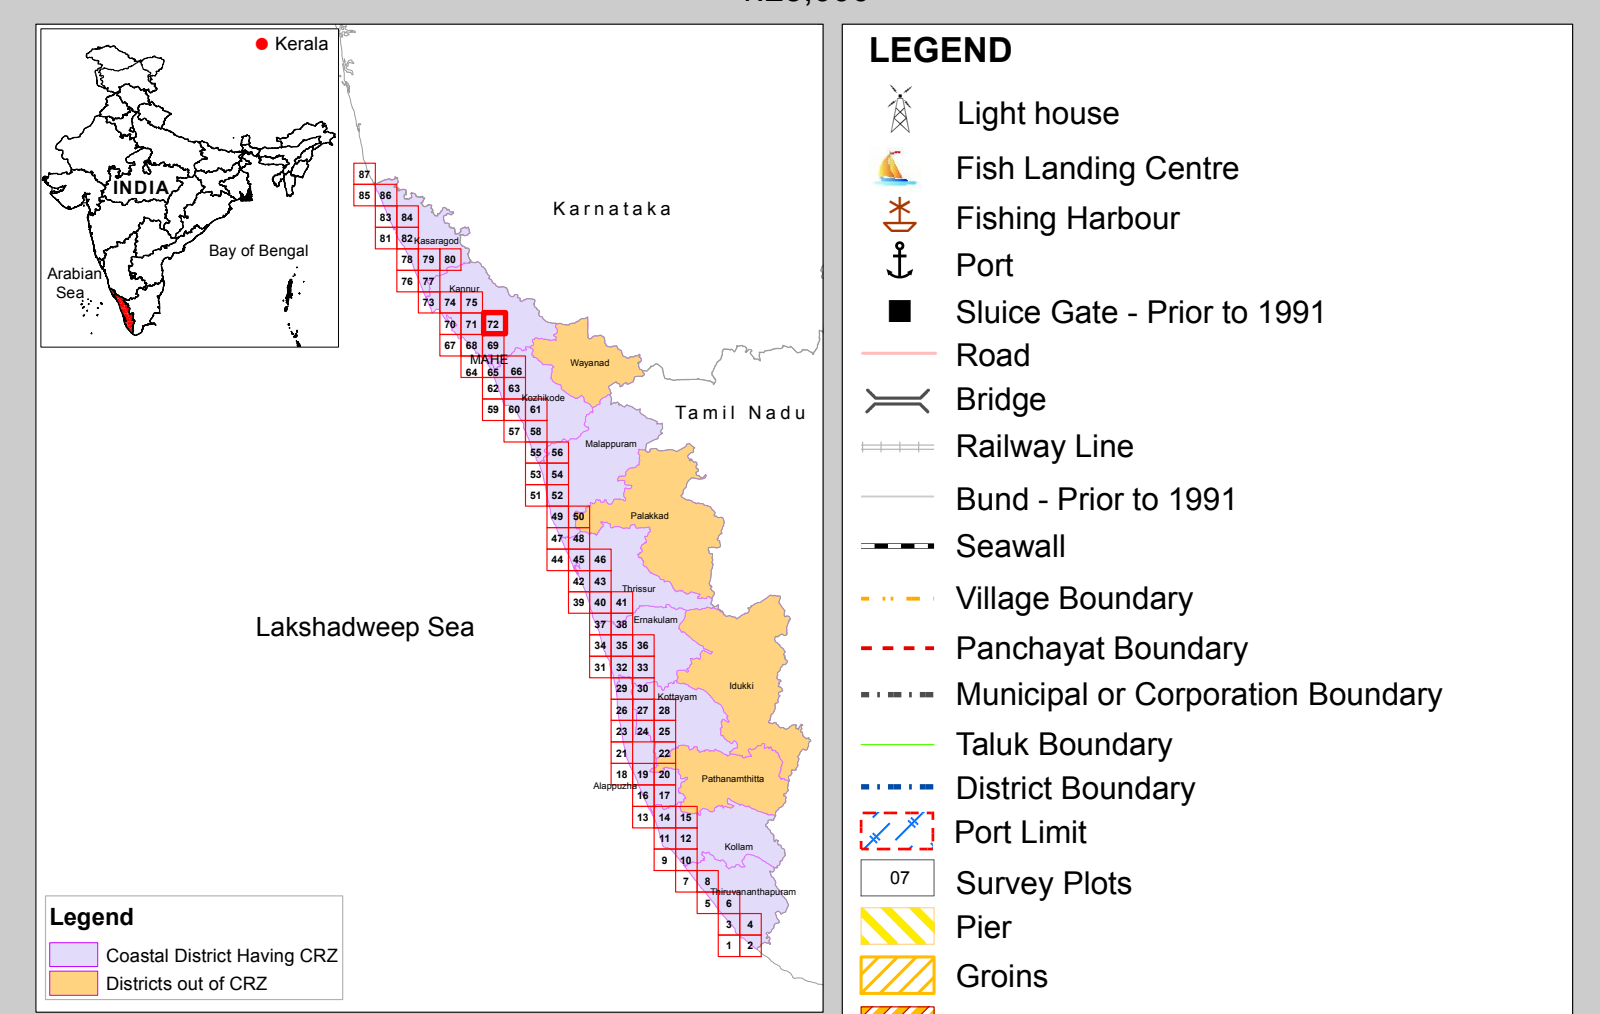 Kerala
INDIA
Bay of Bengal
Arabian
Sea
Karnataka
87
85 86
83 84
81 82
Kasaragod
78 79 80
76 77
Kannur
73 74 75
70 71 72
67 68 69
MAHE
64 65 66
Wayanad
62 63
Kozhikode
59 60 61
Tamil Nadu
57 58
Malappuram
55 56
53 54
51 52
49 50
Palakkad
47 48
44 45 46
42 43
Thrissur
39 40 41
Ernakulam
37 38
Lakshadweep Sea
34 35 36
31 32 33
29 30
Idukki
Kottayam
26 27 28
23 24 25
21 22
18 19 20
Pathanamthitta
Alappuzha
16 17
13 14 15
11 12
Kollam
9 10
7 8
Thiruvananthapuram
5 6
3 4
1 2
Legend
Coastal District Having CRZ
Districts out of CRZ
LEGEND
Light house
Fish Landing Centre
Fishing Harbour
Port
Sluice Gate - Prior to 1991
Road
Bridge
Railway Line
Bund - Prior to 1991
Seawall
Village Boundary
Panchayat Boundary
Municipal or Corporation Boundary
Taluk Boundary
District Boundary
Port Limit
07
Survey Plots
Pier
Groins